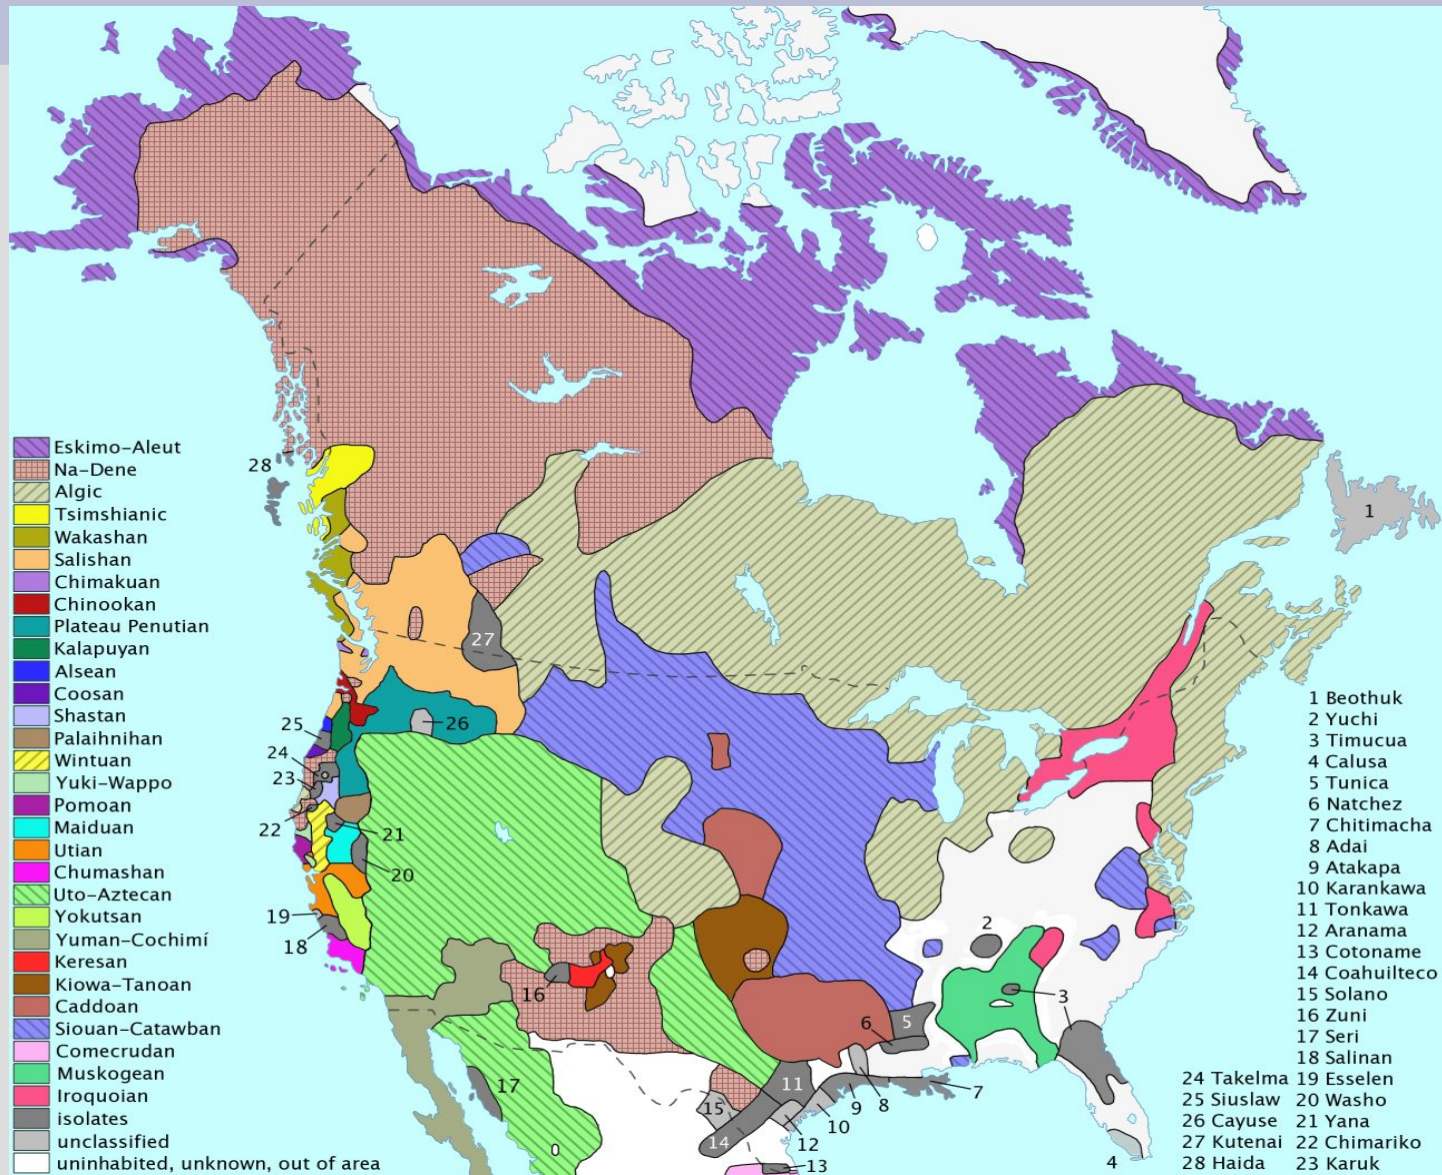 Eskimo-Aleut
Na-Dene
Algic
Tsimshianic
Wakashan
Salishan
Chimakuan
Chinookan
Plateau Penutian
Kalapuyan
Alsean
Coosan
Shastan
Palaihnihan
Wintuan
Yuki-Wappo
Pomoan
Maiduan
Utian
Chumashan
Uto-Aztecan
Yokutsan
Yuman-Cochimí
Keresan
Kiowa-Tanoan
Caddoan
Siouan-Catawban
Comecrudan
Muskogean
Iroquoian
isolates
unclassified
uninhabited, unknown, out of area
28
1
27
26
25
24
23
22
21
20
19
18
2
16
3
5
6
17
11
15
7
8
9
10
14
12
13
4
1 Beothuk
2 Yuchi
3 Timucua
4 Calusa
5 Tunica
6 Natchez
7 Chitimacha
8 Adai
9 Atakapa
10 Karankawa
11 Tonkawa
12 Aranama
13 Cotoname
14 Coahuilteco
15 Solano
16 Zuni
17 Seri
18 Salinan
24 Takelma 19 Esselen
25 Siuslaw 20 Washo
26 Cayuse 21 Yana
27 Kutenai 22 Chimariko
28 Haida 23 Karuk